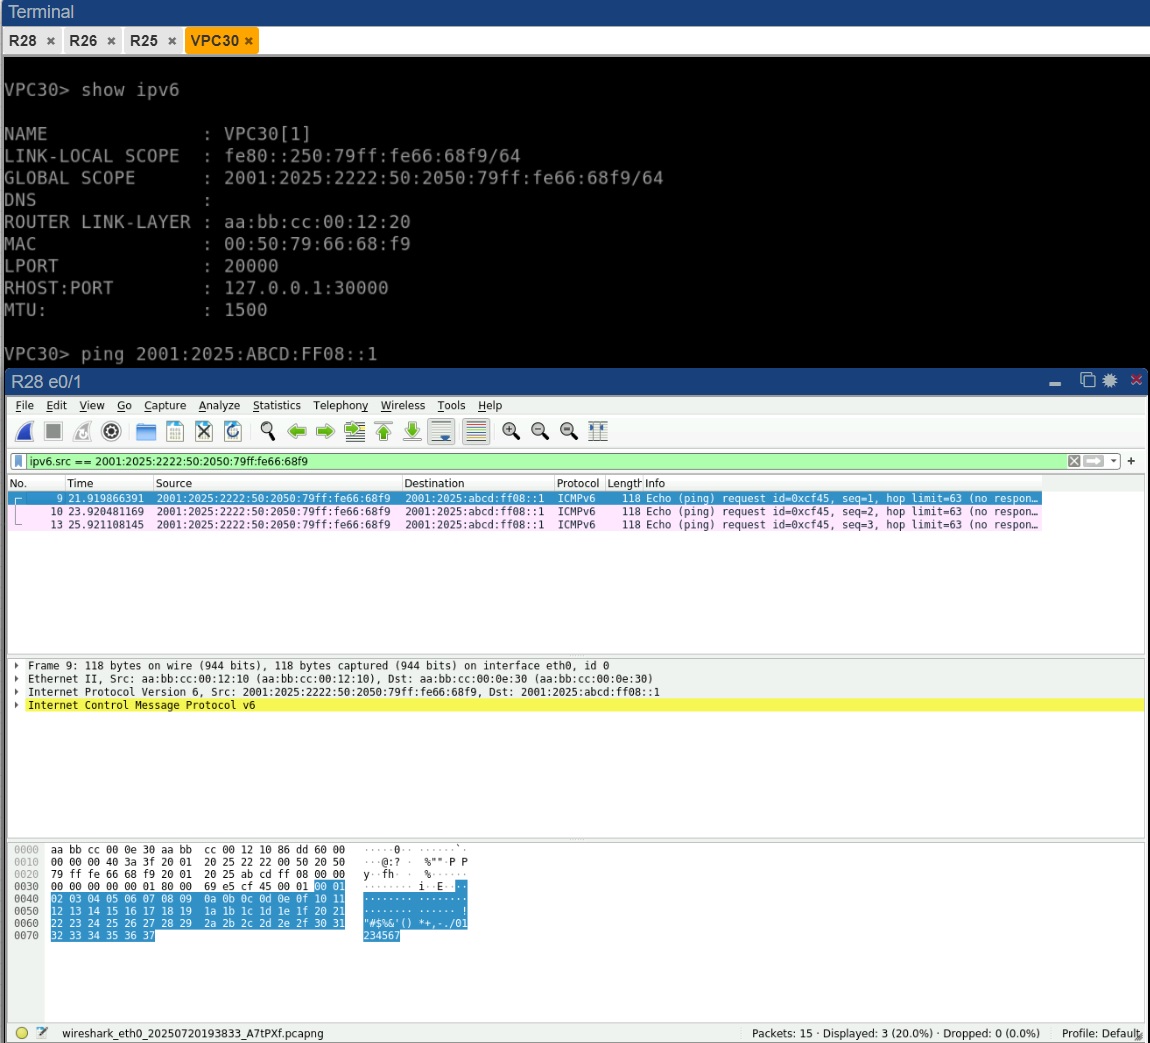 Terminal
R28 × R26 × R25 × VPC30 ×
VPC30> show ipv6
NAME : VPC30[1]
LINK-LOCAL SCOPE : fe80::250:79ff:fe66:68f9/64
GLOBAL SCOPE : 2001:2025:2222:50:2050:79ff:fe66:68f9/64
DNS :
ROUTER LINK-LAYER : aa:bb:cc:00:12:20
MAC : 00:50:79:66:68:f9
LPORT : 20000
RHOST:PORT : 127.0.0.1:30000
MTU: : 1500
VPC30> ping 2001:2025:ABCD:FF08::1
R28 e0/1
File Edit View Go Capture Analyze Statistics Telephony Wireless Tools Help
ipv6.src == 2001:2025:2222:50:2050:79ff:fe66:68f9
No. Time Source Destination Protocol Length Info
9 21.919866391 2001:2025:2222:50:2050:79ff:fe66:68f9 2001:2025:abcd:ff08::1 ICMPv6 118 Echo (ping) request id=0xcf45, seq=1, hop limit=63 (no respon…
10 23.920481169 2001:2025:2222:50:2050:79ff:fe66:68f9 2001:2025:abcd:ff08::1 ICMPv6 118 Echo (ping) request id=0xcf45, seq=2, hop limit=63 (no respon…
13 25.921108145 2001:2025:2222:50:2050:79ff:fe66:68f9 2001:2025:abcd:ff08::1 ICMPv6 118 Echo (ping) request id=0xcf45, seq=3, hop limit=63 (no respon…
Frame 9: 118 bytes on wire (944 bits), 118 bytes captured (944 bits) on interface eth0, id 0
Ethernet II, Src: aa:bb:cc:00:12:10 (aa:bb:cc:00:12:10), Dst: aa:bb:cc:00:0e:30 (aa:bb:cc:00:0e:30)
Internet Protocol Version 6, Src: 2001:2025:2222:50:2050:79ff:fe66:68f9, Dst: 2001:2025:abcd:ff08::1
Internet Control Message Protocol v6
0000 aa bb cc 00 0e 30 aa bb cc 00 12 10 86 dd 60 00 ·····0·· ······`·
0010 00 00 00 40 3a 3f 20 01 20 25 22 22 00 50 20 50 ···@:? · %""·P P
0020 79 ff fe 66 68 f9 20 01 20 25 ab cd ff 08 00 00 y··fh· · %······
0030 00 00 00 00 00 01 80 00 69 e5 cf 45 00 01 00 01 ········ i··E····
0040 02 03 04 05 06 07 08 09 0a 0b 0c 0d 0e 0f 10 11 ········ ········
0050 12 13 14 15 16 17 18 19 1a 1b 1c 1d 1e 1f 20 21 ········ ······ !
0060 22 23 24 25 26 27 28 29 2a 2b 2c 2d 2e 2f 30 31 "#$%&'() *+,-./01
0070 32 33 34 35 36 37 234567
wireshark_eth0_20250720193833_A7tPXf.pcapng Packets: 15 · Displayed: 3 (20.0%) · Dropped: 0 (0.0%) Profile: Default